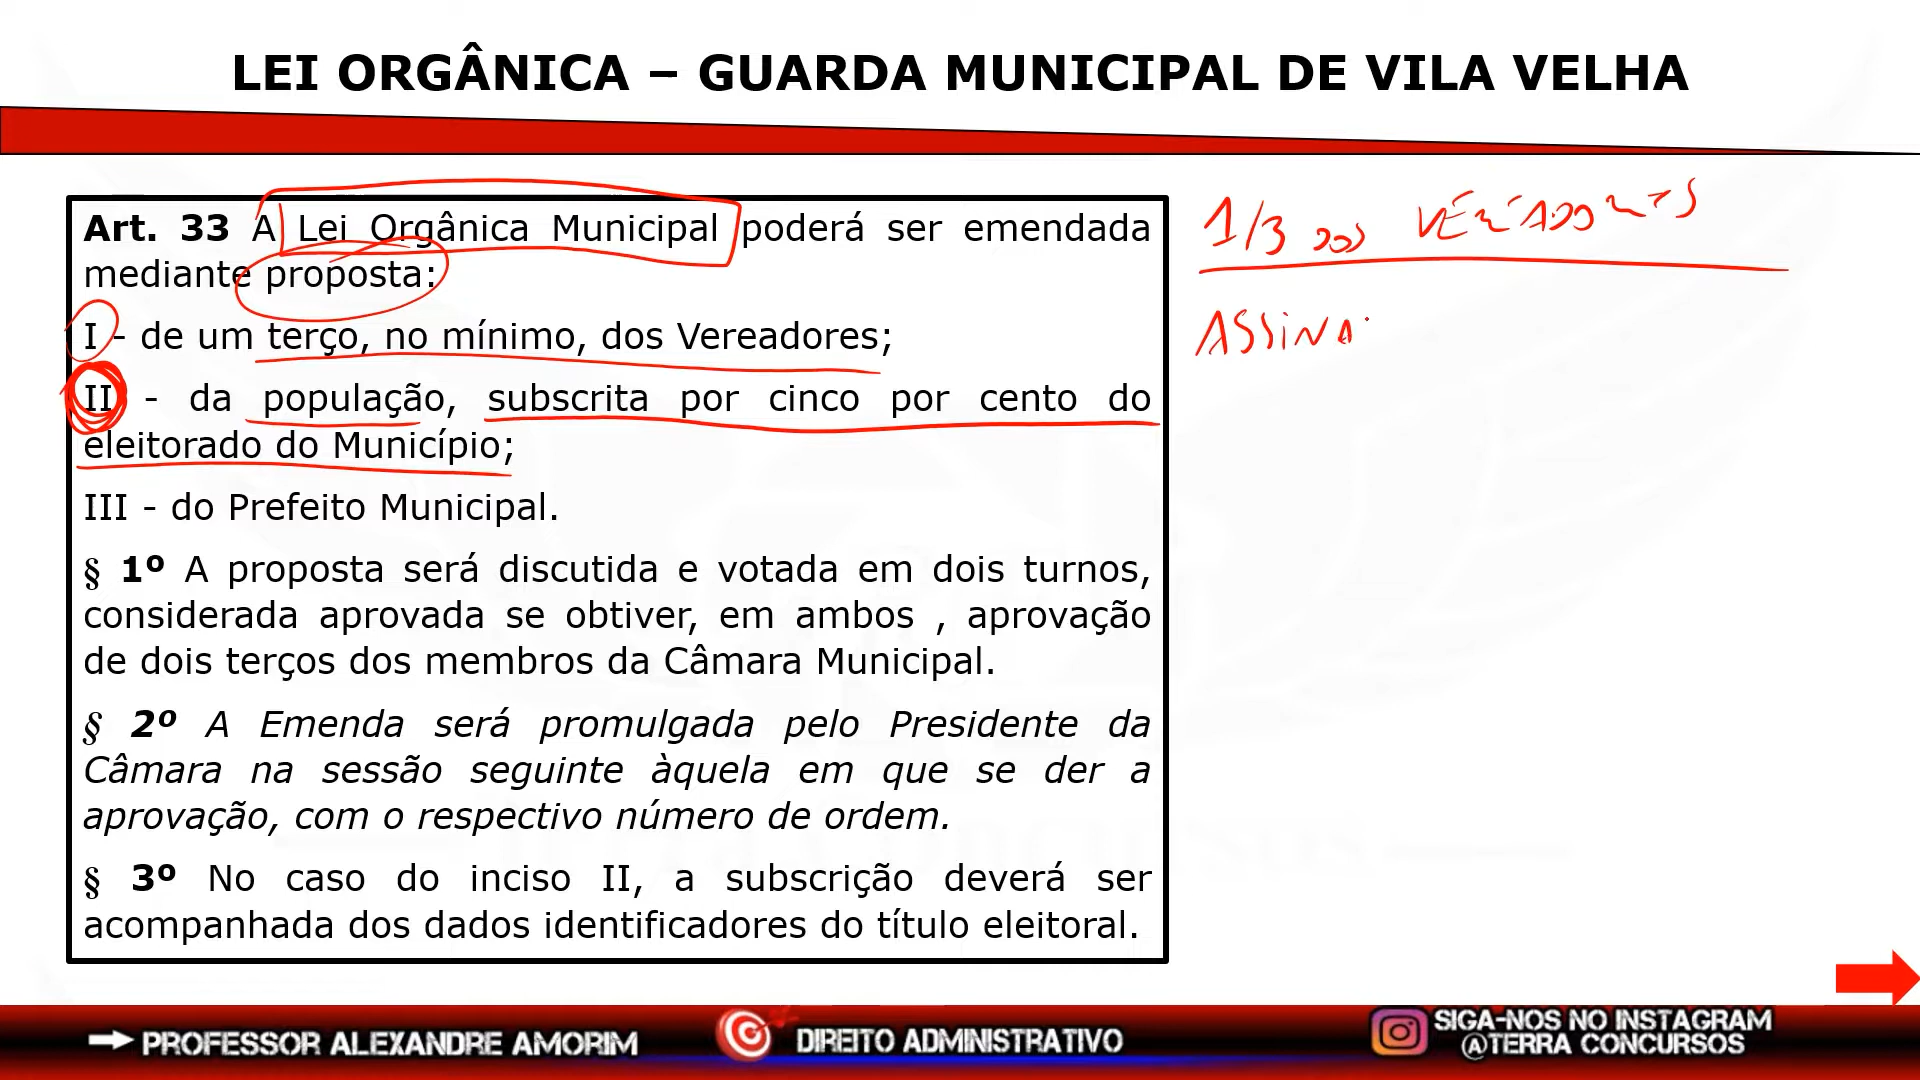 LEI ORGÂNICA – GUARDA MUNICIPAL DE VILA VELHA
Art. 33 A Lei Orgânica Municipal poderá ser emendada
mediante proposta:
I - de um terço, no mínimo, dos Vereadores;
II - da população, subscrita por cinco por cento do
eleitorado do Município;
III - do Prefeito Municipal.
§ 1º A proposta será discutida e votada em dois turnos,
considerada aprovada se obtiver, em ambos , aprovação
de dois terços dos membros da Câmara Municipal.
§ 2º A Emenda será promulgada pelo Presidente da
Câmara na sessão seguinte àquela em que se der a
aprovação, com o respectivo número de ordem.
§ 3º No caso do inciso II, a subscrição deverá ser
acompanhada dos dados identificadores do título eleitoral.
1/3 DOS VEREADORES
ASSINA
PROFESSOR ALEXANDRE AMORIM
DIREITO ADMINISTRATIVO
SIGA-NOS NO INSTAGRAM
@TERRA CONCURSOS